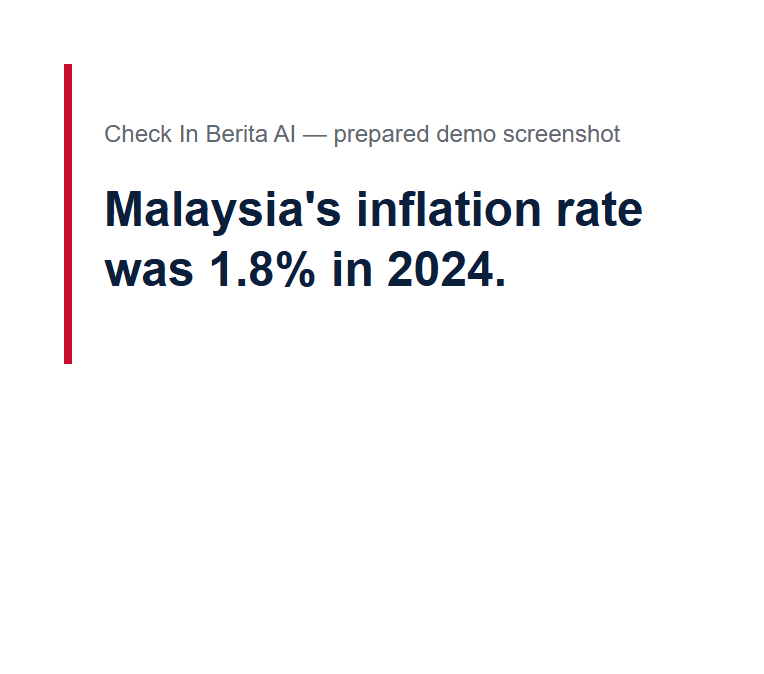 Check In Berita AI — prepared demo screenshot
Malaysia's inflation rate
was 1.8% in 2024.